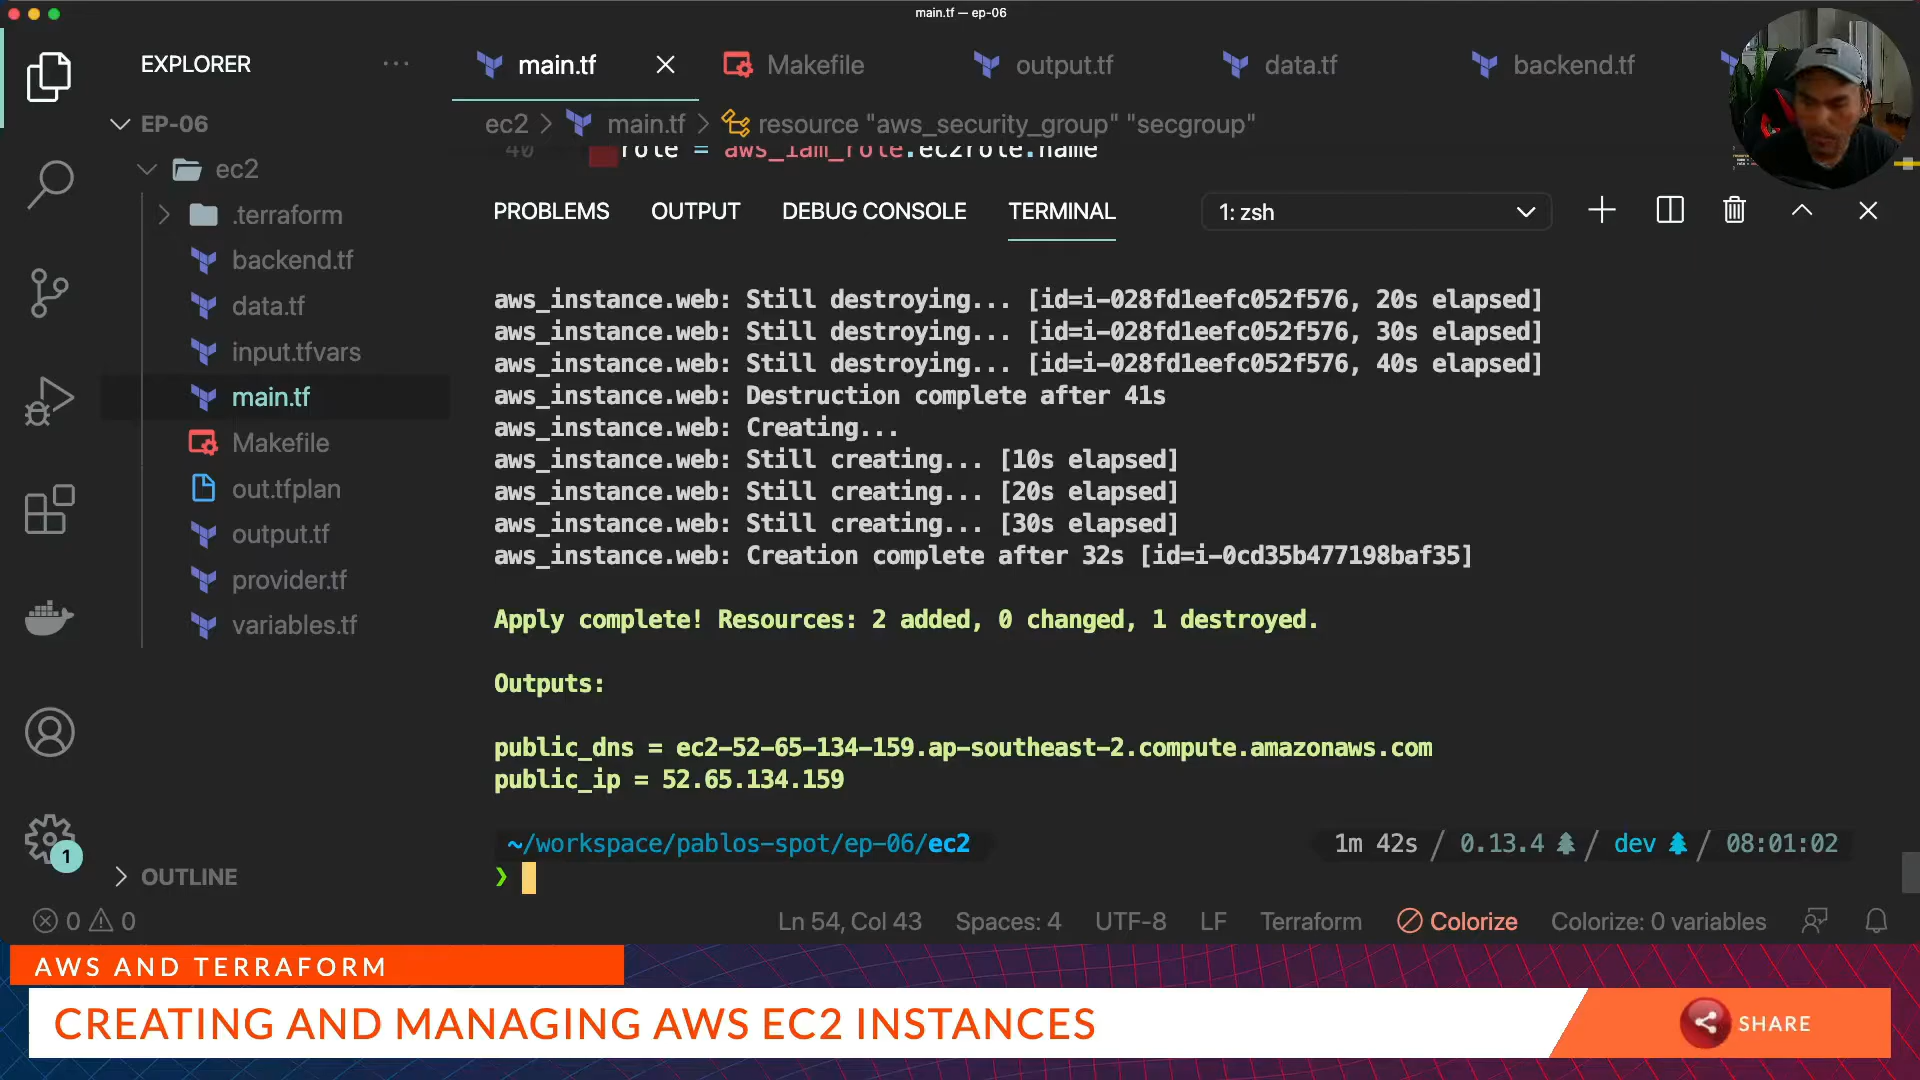 main.tf — ep-06
EXPLORER
main.tf
Makefile
output.tf
data.tf
backend.tf
EP-06
ec2 > main.tf > resource "aws_security_group" "secgroup"
40 role = aws_iam_role.ec2role.name
ec2
.terraform
backend.tf
data.tf
input.tfvars
main.tf
Makefile
out.tfplan
output.tf
provider.tf
variables.tf
OUTLINE
PROBLEMS OUTPUT DEBUG CONSOLE TERMINAL 1: zsh
aws_instance.web: Still destroying... [id=i-028fd1eefc052f576, 20s elapsed]
aws_instance.web: Still destroying... [id=i-028fd1eefc052f576, 30s elapsed]
aws_instance.web: Still destroying... [id=i-028fd1eefc052f576, 40s elapsed]
aws_instance.web: Destruction complete after 41s
aws_instance.web: Creating...
aws_instance.web: Still creating... [10s elapsed]
aws_instance.web: Still creating... [20s elapsed]
aws_instance.web: Still creating... [30s elapsed]
aws_instance.web: Creation complete after 32s [id=i-0cd35b477198baf35]
Apply complete! Resources: 2 added, 0 changed, 1 destroyed.
Outputs:
public_dns = ec2-52-65-134-159.ap-southeast-2.compute.amazonaws.com
public_ip = 52.65.134.159
~/workspace/pablos-spot/ep-06/ec2 1m 42s / 0.13.4 / dev / 08:01:02
❯
1
0 0 Ln 54, Col 43 Spaces: 4 UTF-8 LF Terraform Colorize Colorize: 0 variables
AWS AND TERRAFORM
CREATING AND MANAGING AWS EC2 INSTANCES
SHARE